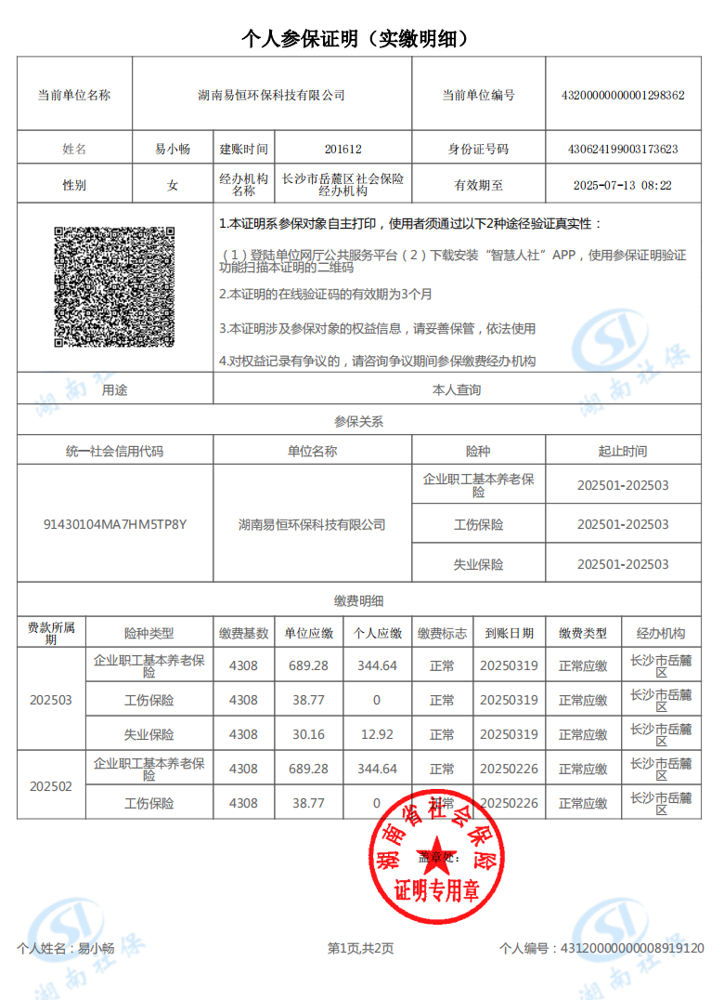 个人参保证明（实缴明细）
当前单位名称 湖南易恒环保科技有限公司 当前单位编号 43200000000001298362
姓名 易小畅 建账时间 201612 身份证号码 430624199003173623
性别 女 经办机构名称 长沙市岳麓区社会保险经办机构 有效期至 2025-07-13 08:22
1.本证明系参保对象自主打印，使用者须通过以下2种途径验证真实性：
（1）登陆单位网厅公共服务平台（2）下载安装“智慧人社”APP，使用参保证明验证
功能扫描本证明的二维码
2.本证明的在线验证码的有效期为3个月
3.本证明涉及参保对象的权益信息，请妥善保管，依法使用
4.对权益记录有争议的，请咨询争议期间参保缴费经办机构
用途 本人查询
参保关系
统一社会信用代码 单位名称 险种 起止时间
91430104MA7HM5TP8Y 湖南易恒环保科技有限公司 企业职工基本养老保险 202501-202503
工伤保险 202501-202503
失业保险 202501-202503
缴费明细
费款所属期 险种类型 缴费基数 单位应缴 个人应缴 缴费标志 到账日期 缴费类型 经办机构
202503 企业职工基本养老保险 4308 689.28 344.64 正常 20250319 正常应缴 长沙市岳麓区
工伤保险 4308 38.77 0 正常 20250319 正常应缴 长沙市岳麓区
失业保险 4308 30.16 12.92 正常 20250319 正常应缴 长沙市岳麓区
202502 企业职工基本养老保险 4308 689.28 344.64 正常 20250226 正常应缴 长沙市岳麓区
工伤保险 4308 38.77 0 正常 20250226 正常应缴 长沙市岳麓区
湖南省社会保险
盖章处：
证明专用章
个人姓名：易小畅 第1页,共2页 个人编号：43120000000008919120
湖南社保
湖南社保
湖南社保
湖南社保